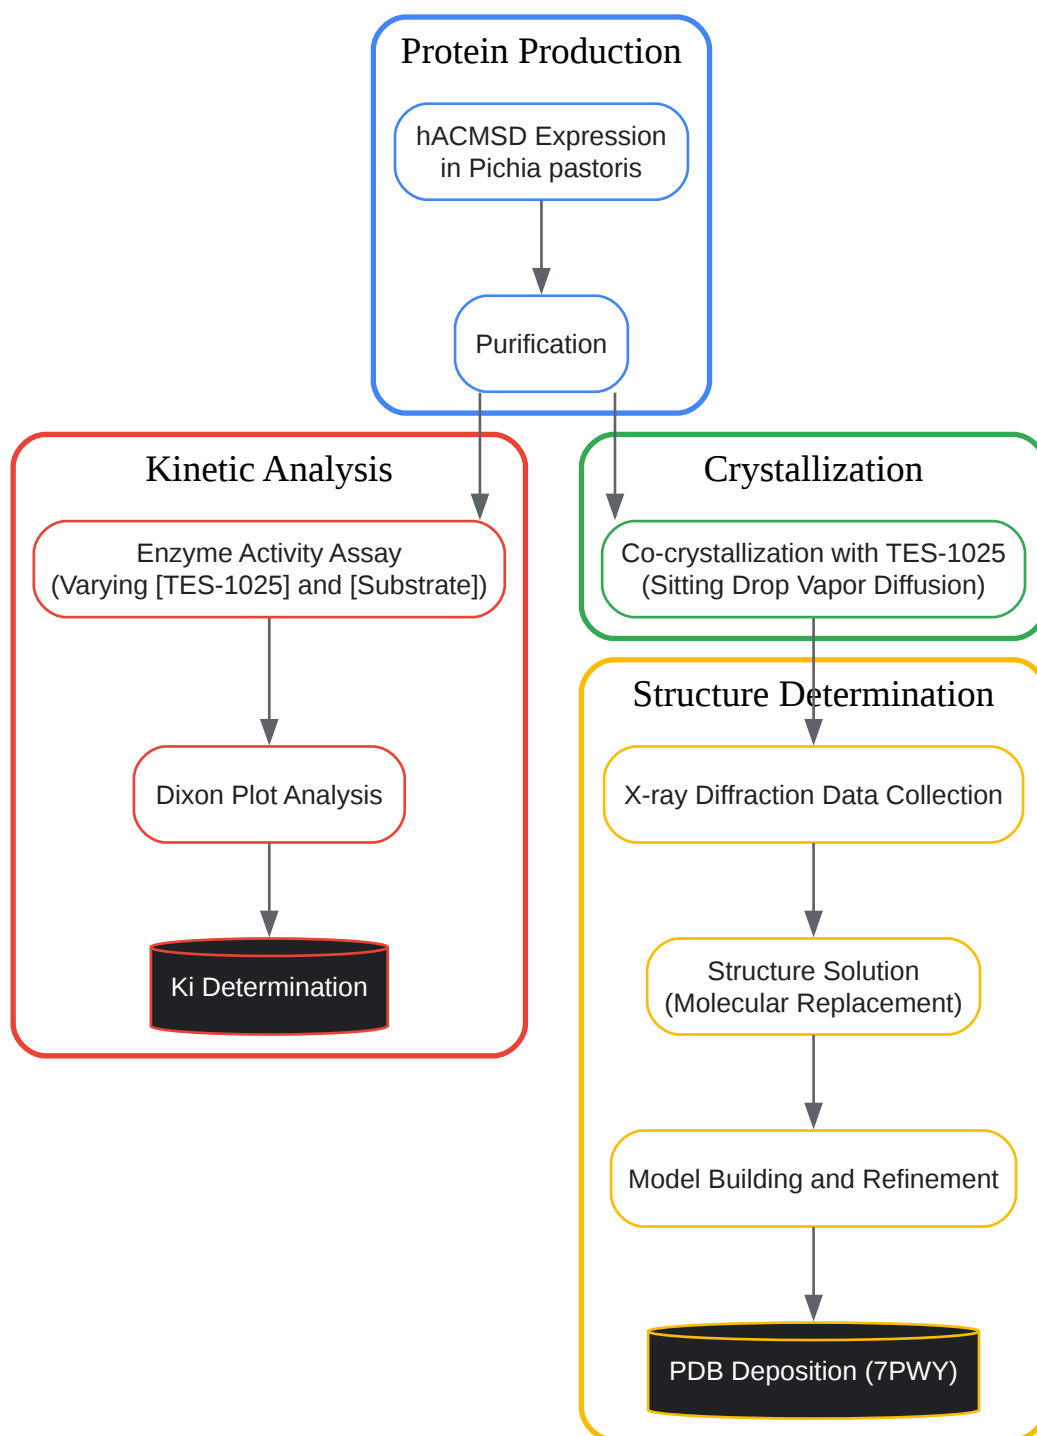 Protein Production
hACMSD Expression
in Pichia pastoris
Purification
Kinetic Analysis
Enzyme Activity Assay
(Varying [TES-1025] and [Substrate])
Dixon Plot Analysis
Ki Determination
Crystallization
Co-crystallization with TES-1025
(Sitting Drop Vapor Diffusion)
Structure Determination
X-ray Diffraction Data Collection
Structure Solution
(Molecular Replacement)
Model Building and Refinement
PDB Deposition (7PWY)